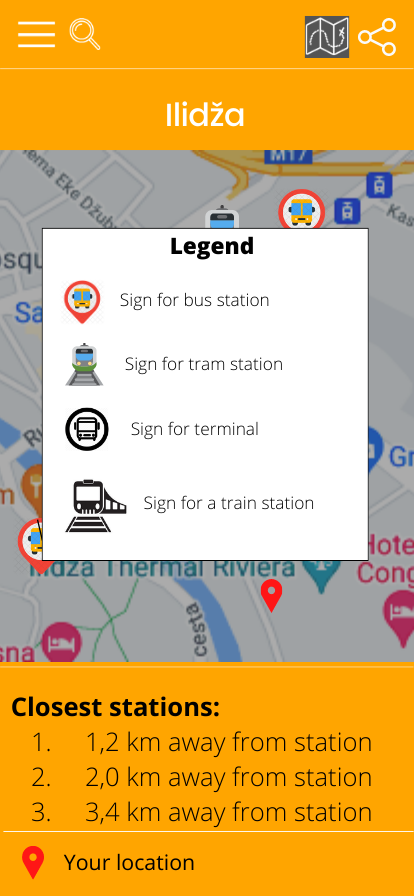 Ilidža
M17
ema Eke Džub
Kas
osqu
Legend
Sa
Sign for bus station
Sign for tram station
Sign for terminal
Gr
m
Sign for a train station
Hote
Cong
Ilidža Thermal Riviera
cesta
sna
Closest stations:
1. 1,2 km away from station
2. 2,0 km away from station
3. 3,4 km away from station
Your location